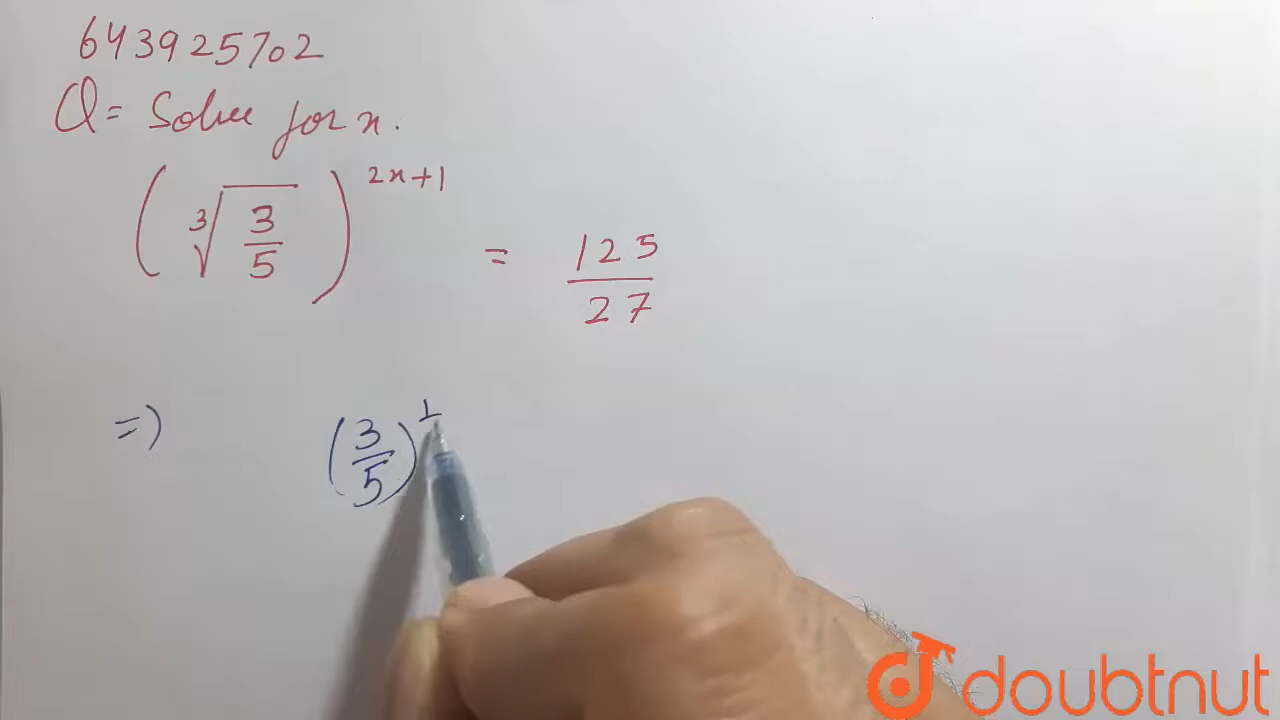 643925702
Q= Solve for x.
(∛(3/5))^(2x+1) = 125/27
=) (3/5)^1
doubtnut